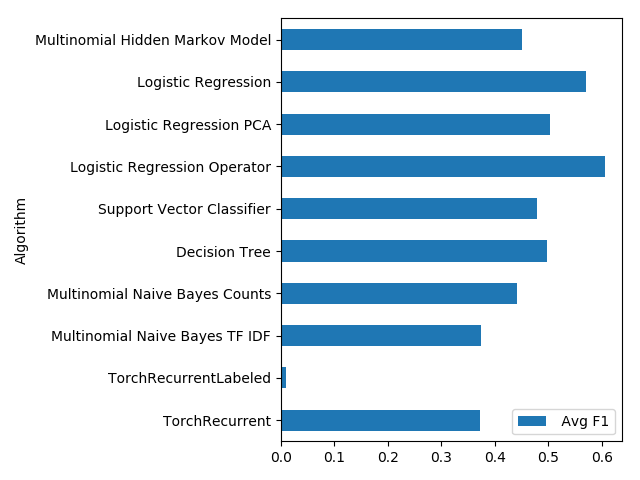 Algorithm
Multinomial Hidden Markov Model
Logistic Regression
Logistic Regression PCA
Logistic Regression Operator
Support Vector Classifier
Decision Tree
Multinomial Naive Bayes Counts
Multinomial Naive Bayes TF IDF
TorchRecurrentLabeled
TorchRecurrent
Avg F1
0.0 0.1 0.2 0.3 0.4 0.5 0.6